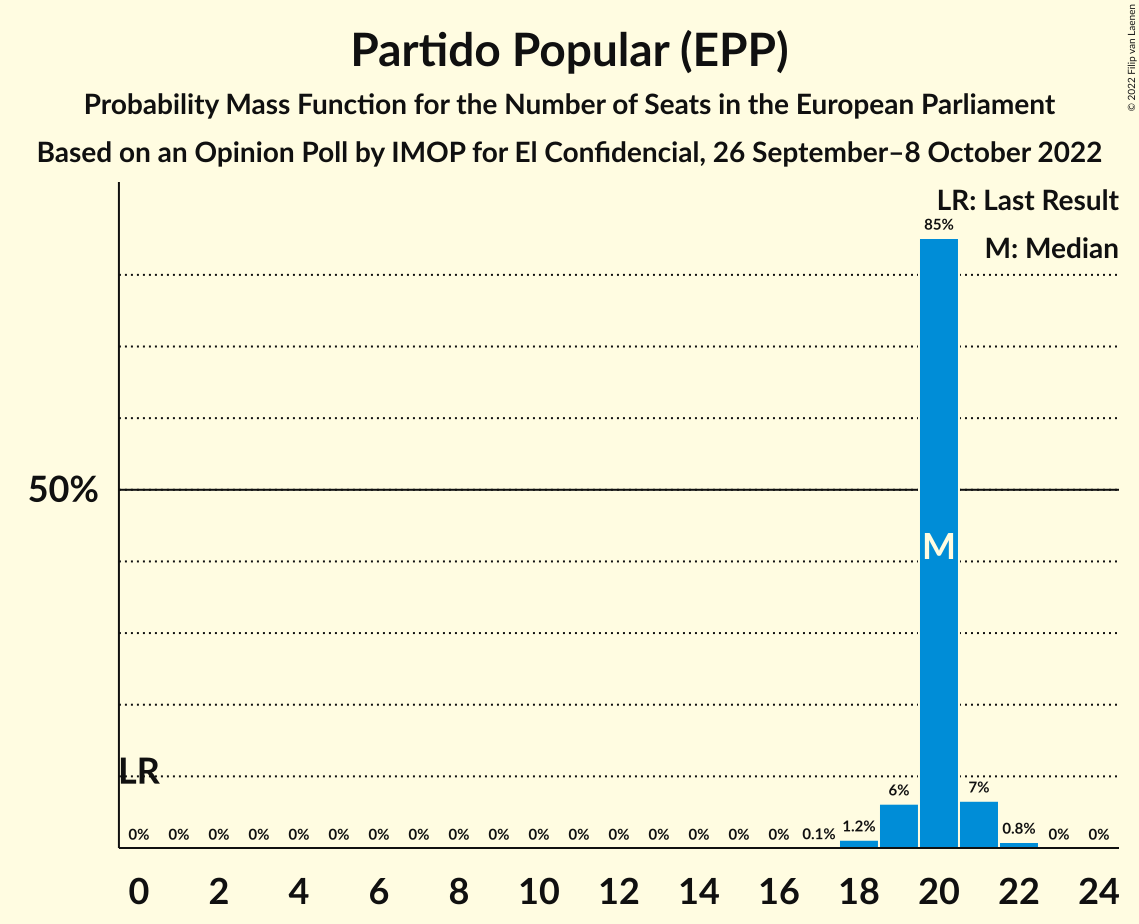 Partido Popular (EPP)
Probability Mass Function for the Number of Seats in the European Parliament
Based on an Opinion Poll by IMOP for El Confidencial, 26 September–8 October 2022
© 2022 Filip van Laenen
LR: Last Result
85%
M: Median
50%
M
LR
0% 0% 0% 0% 0% 0% 0% 0% 0% 0% 0% 0% 0% 0% 0% 0% 0% 0.1% 1.2% 6% 7% 0.8% 0% 0%
0 2 4 6 8 10 12 14 16 18 20 22 24